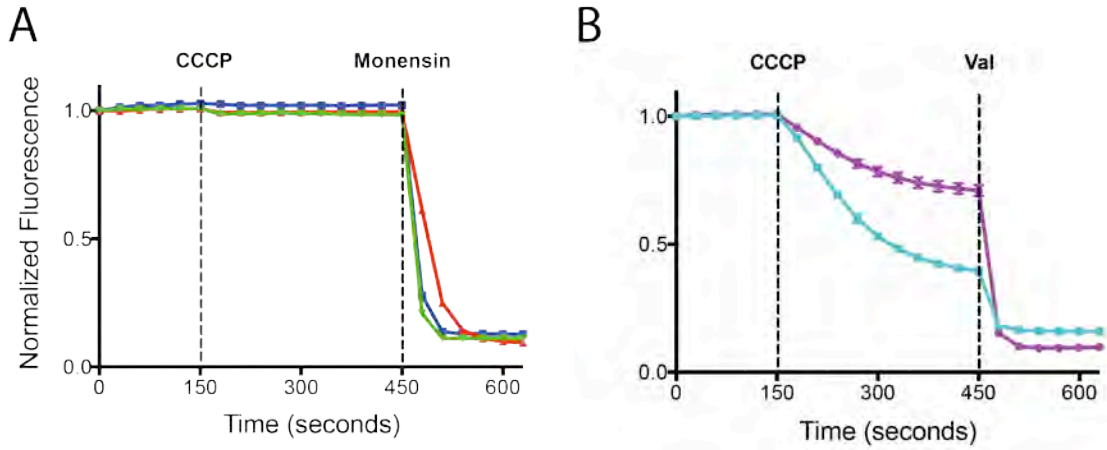 A
CCCP Monensin
Normalized Fluorescence
1.0
0.5
0.0
0 150 300 450 600
Time (seconds)
B
CCCP Val
1.0
0.5
0.0
0 150 300 450 600
Time (seconds)